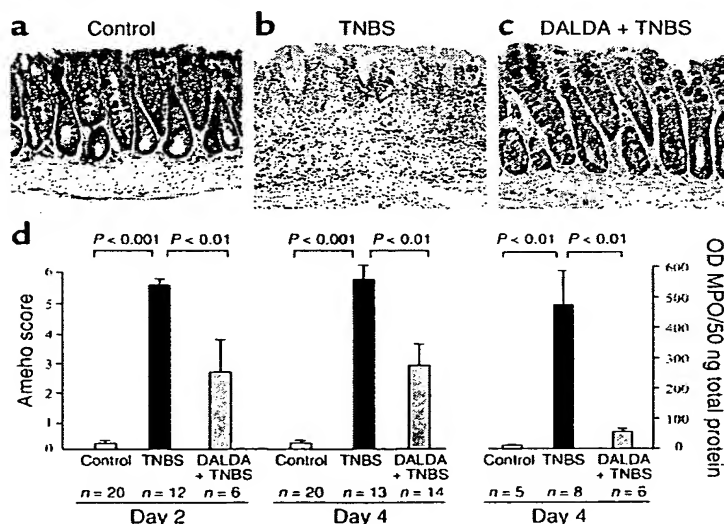 a Control b TNBS c DALDA + TNBS
d
P < 0.001 P < 0.01 P < 0.001 P < 0.01 P < 0.01 P < 0.01
Ameho score
6
5
4
3
2
1
0
Control TNBS DALDA + TNBS
n = 20 n = 12 n = 6
Day 2
Control TNBS DALDA + TNBS
n = 20 n = 13 n = 14
Day 4
600
500
400
300
200
100
0
OD MPO/50 ng total protein
Control TNBS DALDA + TNBS
n = 5 n = 8 n = 6
Day 4